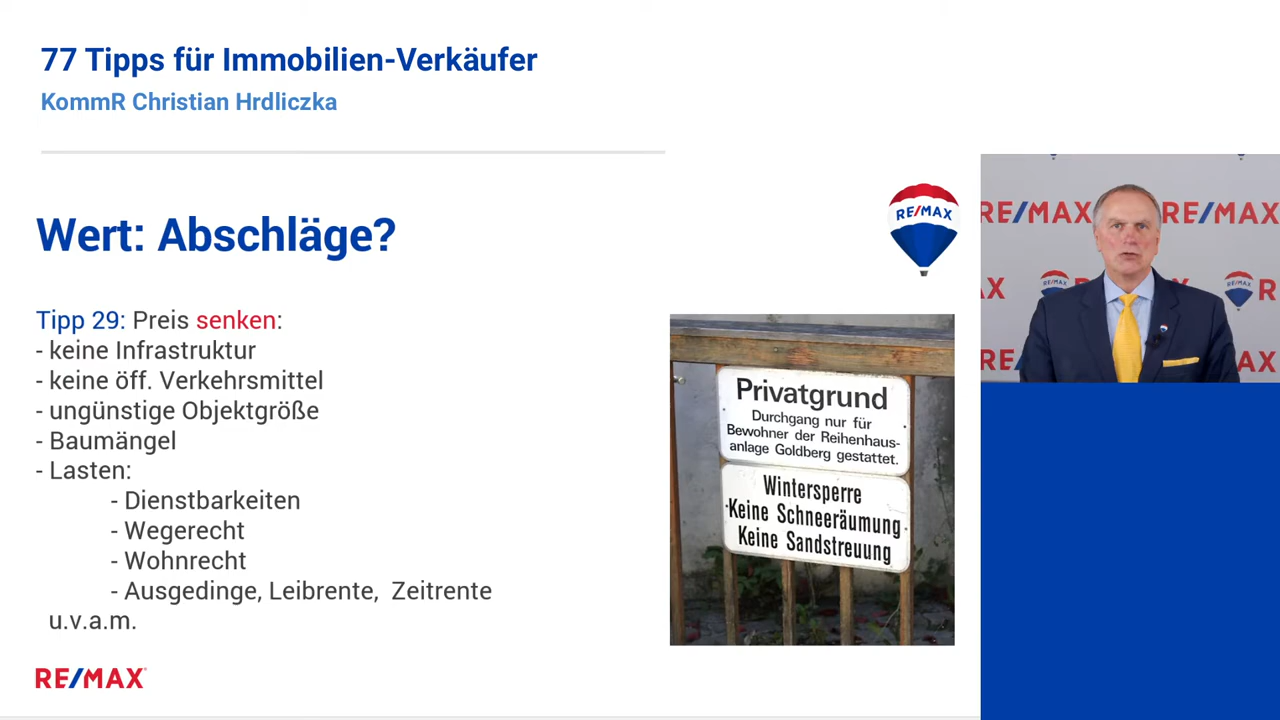 77 Tipps für Immobilien-Verkäufer
KommR Christian Hrdliczka
Wert: Abschläge?
Tipp 29: Preis senken:
- keine Infrastruktur
- keine öff. Verkehrsmittel
- ungünstige Objektgröße
- Baumängel
- Lasten:
- Dienstbarkeiten
- Wegerecht
- Wohnrecht
- Ausgedinge, Leibrente, Zeitrente
u.v.a.m.
RE/MAX
RE/MAX
Privatgrund
Durchgang nur für
Bewohner der Reihenhaus-
anlage Goldberg gestattet.
Wintersperre
Keine Schneeräumung
Keine Sandstreuung
RE/MAX RE/MAX